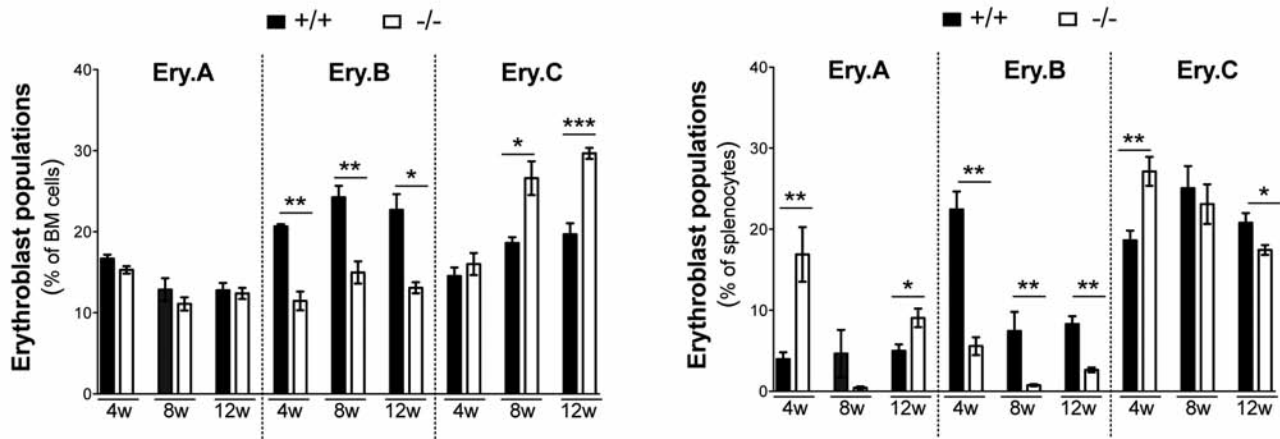 +/+ -/-
Erythroblast populations
(% of BM cells)
40
30
20
10
0
Ery.A Ery.B Ery.C
** ** * * ***
4w 8w 12w 4w 8w 12w 4w 8w 12w
+/+ -/-
Erythroblast populations
(% of splenocytes)
40
30
20
10
0
Ery.A Ery.B Ery.C
** * ** ** ** ** *
4w 8w 12w 4w 8w 12w 4w 8w 12w